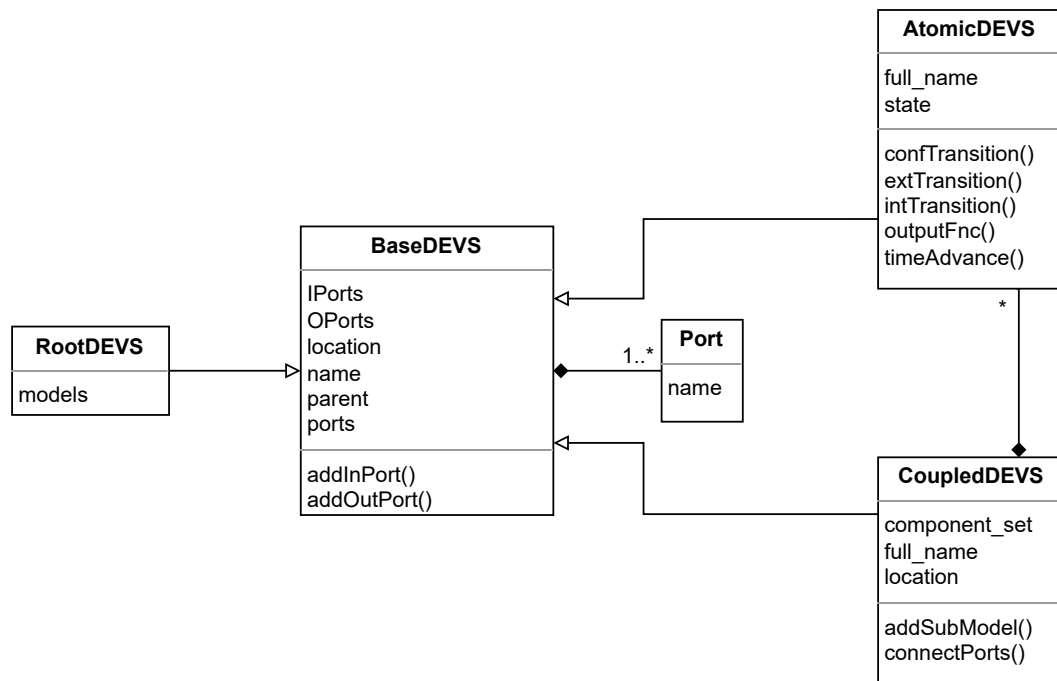 AtomicDEVS
full_name
state
confTransition()
extTransition()
intTransition()
outputFnc()
timeAdvance()
BaseDEVS
IPorts
OPorts
location
name
parent
ports
addInPort()
addOutPort()
RootDEVS
models
1..*
Port
name
*
CoupledDEVS
component_set
full_name
location
addSubModel()
connectPorts()